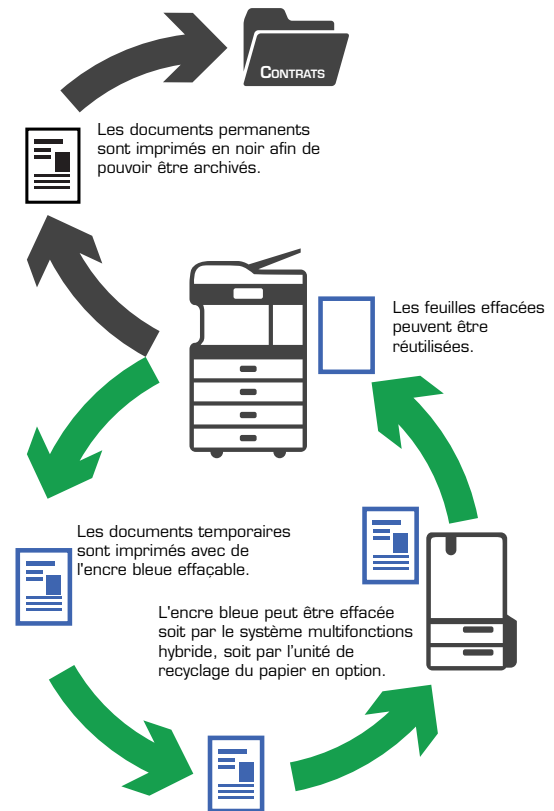 CONTRATS
Les documents permanents
sont imprimés en noir afin de
pouvoir être archivés.
Les feuilles effacées
peuvent être
réutilisées.
Les documents temporaires
sont imprimés avec de
l'encre bleue effaçable.
L'encre bleue peut être effacée
soit par le système multifonctions
hybride, soit par l'unité de
recyclage du papier en option.